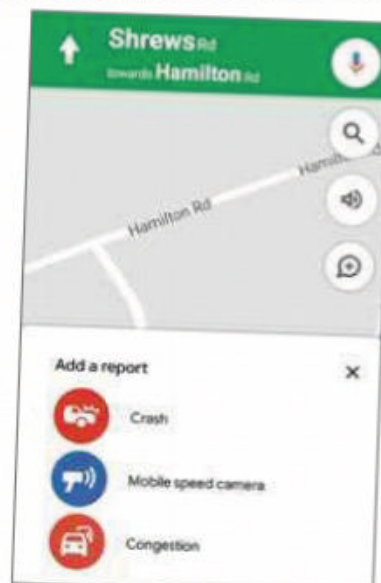 Shrews Rd
towards Hamilton Rd
Hamilton Rd
Add a report
Crash
Mobile speed camera
Congestion